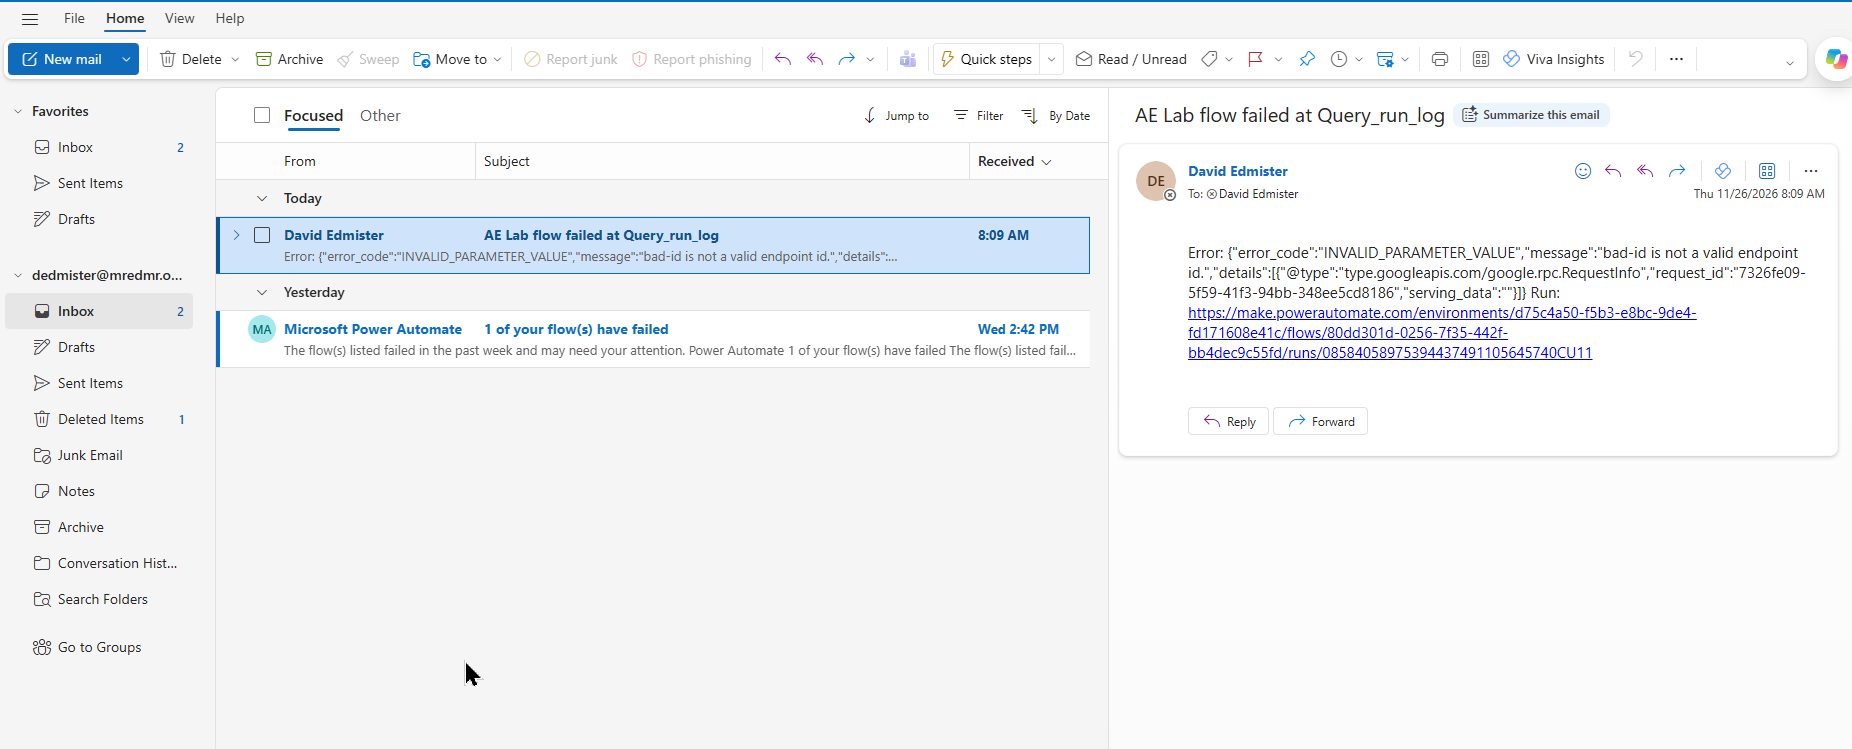 File Home View Help
New mail Delete Archive Sweep Move to Report junk Report phishing Quick steps Read / Unread Viva Insights ...
Favorites
Inbox 2
Sent Items
Drafts
dedmister@mredmr.o...
Inbox 2
Drafts
Sent Items
Deleted Items 1
Junk Email
Notes
Archive
Conversation Hist...
Search Folders
Go to Groups
Focused Other Jump to Filter By Date
From Subject Received
Today
David Edmister AE Lab flow failed at Query_run_log 8:09 AM
Error: {"error_code":"INVALID_PARAMETER_VALUE","message":"bad-id is not a valid endpoint id.","details":...
Yesterday
MA Microsoft Power Automate 1 of your flow(s) have failed Wed 2:42 PM
The flow(s) listed failed in the past week and may need your attention. Power Automate 1 of your flow(s) have failed The flow(s) listed fail...
AE Lab flow failed at Query_run_log Summarize this email
DE David Edmister ...
To: David Edmister Thu 11/26/2026 8:09 AM
Error: {"error_code":"INVALID_PARAMETER_VALUE","message":"bad-id is not a valid endpoint
id.","details":[{"@type":"type.googleapis.com/google.rpc.RequestInfo","request_id":"7326fe09-
5f59-41f3-94bb-348ee5cd8186","serving_data":""}]} Run:
https://make.powerautomate.com/environments/d75c4a50-f5b3-e8bc-9de4-
fd171608e41c/flows/80dd301d-0256-7f35-442f-
bb4dec9c55fd/runs/08584058975394437491105645740CU11
Reply Forward